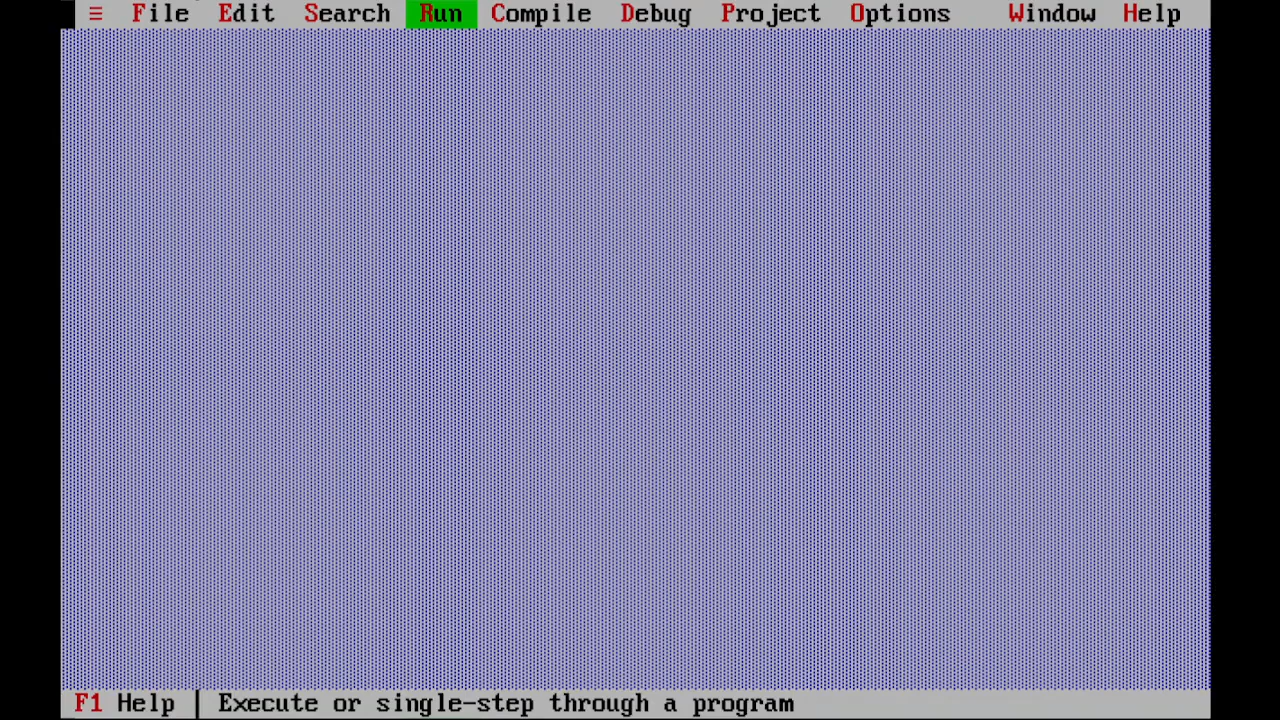 ≡ File Edit Search Run Compile Debug Project Options Window Help
F1 Help │ Execute or single-step through a program